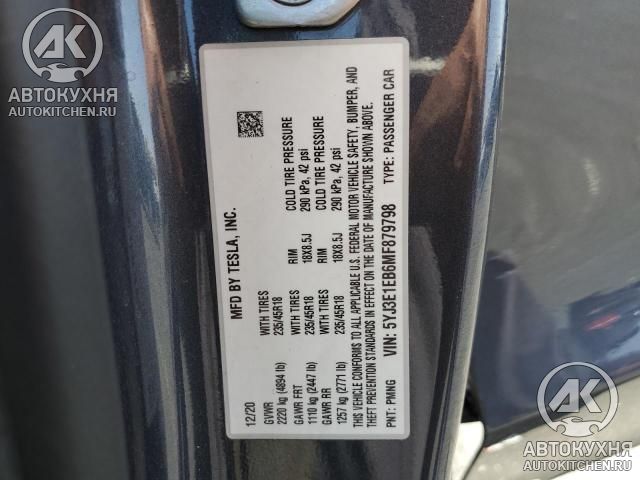 MFD BY TESLA, INC.
12/20
GVWR
2220 kg (4894 lb)
WITH TIRES
235/45R18
RIM
18X8.5J
COLD TIRE PRESSURE
290 kPa, 42 psi
GAWR FRT
1110 kg (2447 lb)
WITH TIRES
235/45R18
RIM
18X8.5J
COLD TIRE PRESSURE
290 kPa, 42 psi
GAWR RR
1257 kg (2771 lb)
WITH TIRES
235/45R18
THIS VEHICLE CONFORMS TO ALL APPLICABLE U.S. FEDERAL MOTOR VEHICLE SAFETY, BUMPER, AND
THEFT PREVENTION STANDARDS IN EFFECT ON THE DATE OF MANUFACTURE SHOWN ABOVE.
VIN: 5YJ3E1EB6MF879798
TYPE: PASSENGER CAR
PNT: PMNG
AK
АВТОКУХНЯ
AUTOKITCHEN.RU
AK
АВТОКУХНЯ
AUTOKITCHEN.RU